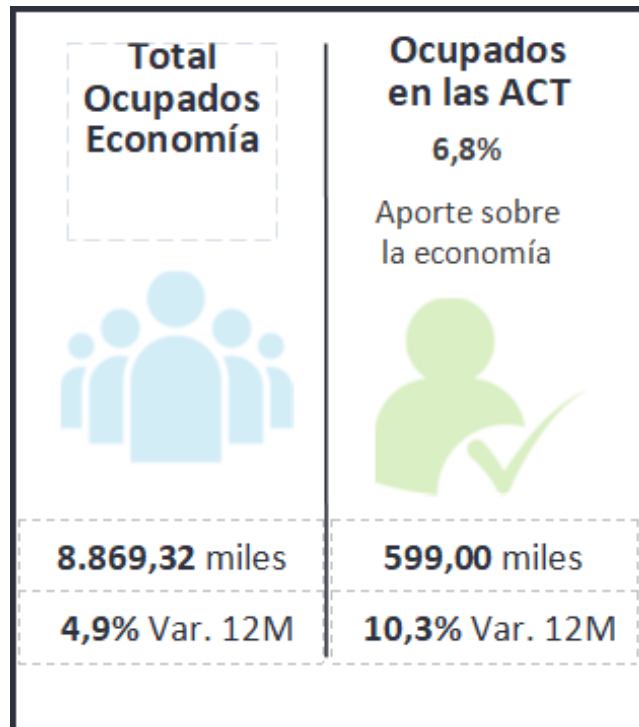 Total
Ocupados
Economía
8.869,32 miles
4,9% Var. 12M
Ocupados
en las ACT
6,8%
Aporte sobre
la economía
599,00 miles
10,3% Var. 12M